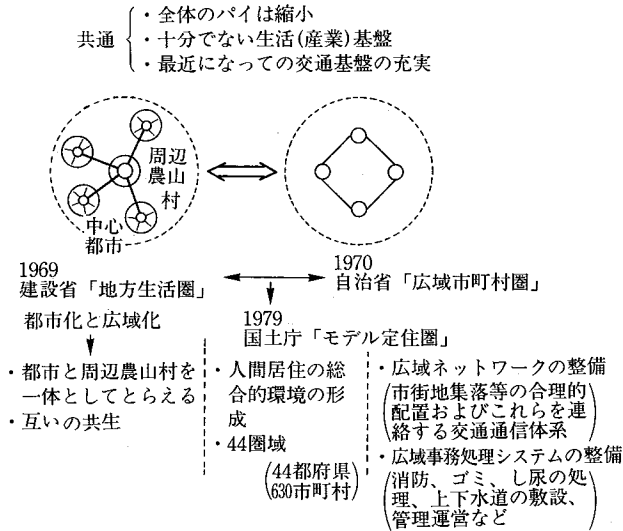 共通
・全体のパイは縮小
・十分でない生活(産業)基盤
・最近になっての交通基盤の充実
周辺
農山
村
中心
都市
1969
建設省「地方生活圏」
1970
自治省「広域市町村圏」
都市化と広域化
1979
国土庁「モデル定住圏」
・都市と周辺農山村を
一体としてとらえる
・互いの共生
・人間居住の総
合的環境の形
成
・44圏域
(44都府県
630市町村)
・広域ネットワークの整備
(市街地集落等の合理的
配置およびこれらを連
絡する交通通信体系)
・広域事務処理システムの整備
(消防、ゴミ、し尿の処
理、上下水道の敷設、
管理運営など)